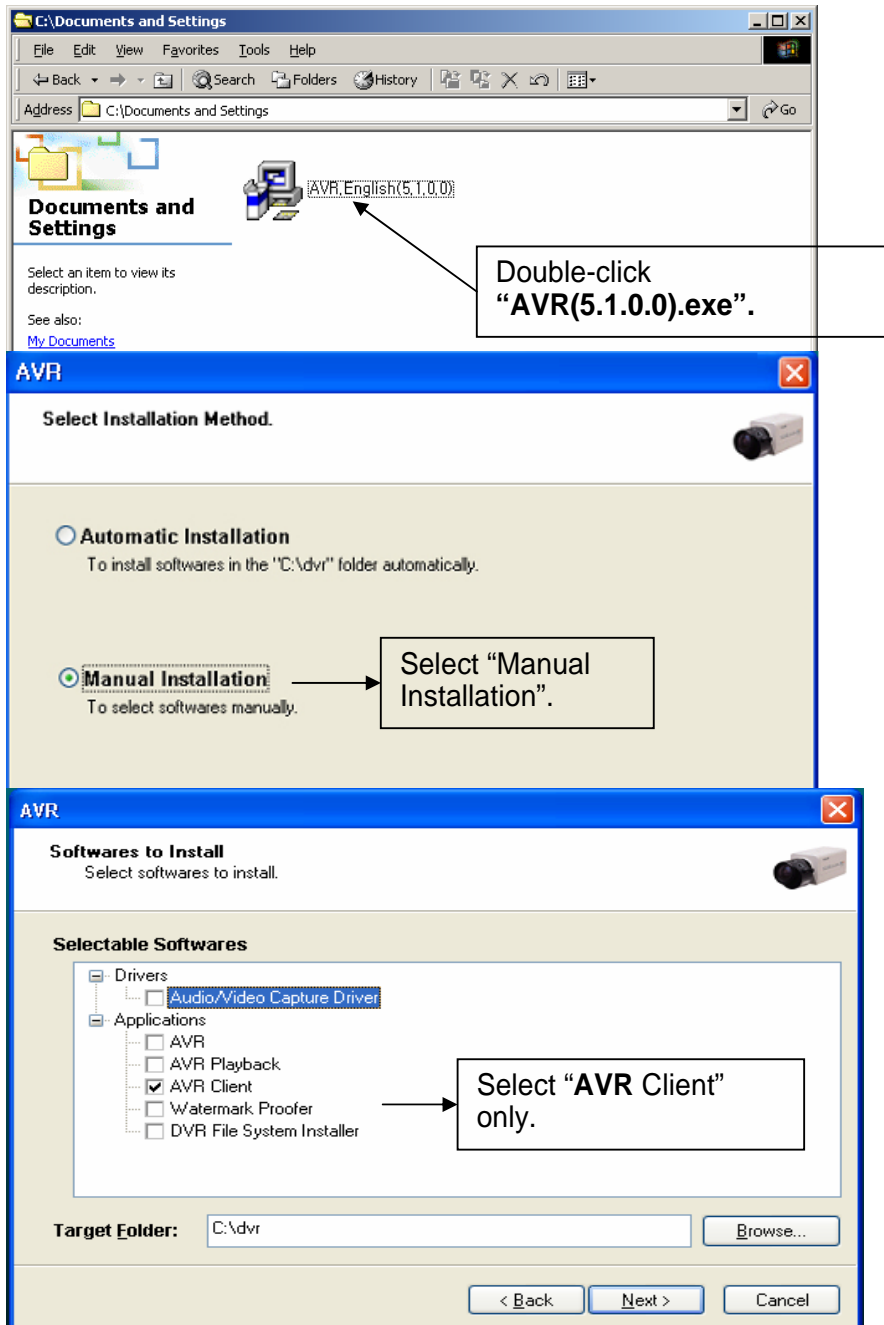 C:\Documents and Settings
File Edit View Favorites Tools Help
Back Search Folders History
Address C:\Documents and Settings Go
AVR,English(5,1,0,0)
Documents and
Settings
Double-click
“AVR(5.1.0.0).exe”.
Select an item to view its
description.
See also:
My Documents
AVR
Select Installation Method.
Automatic Installation
To install softwares in the "C:\dvr" folder automatically.
Manual Installation
To select softwares manually.
Select “Manual
Installation”.
AVR
Softwares to Install
Select softwares to install.
Selectable Softwares
Drivers
Audio/Video Capture Driver
Applications
AVR
AVR Playback
AVR Client
Watermark Proofer
DVR File System Installer
Select “AVR Client”
only.
Target Folder: C:\dvr Browse...
< Back Next > Cancel